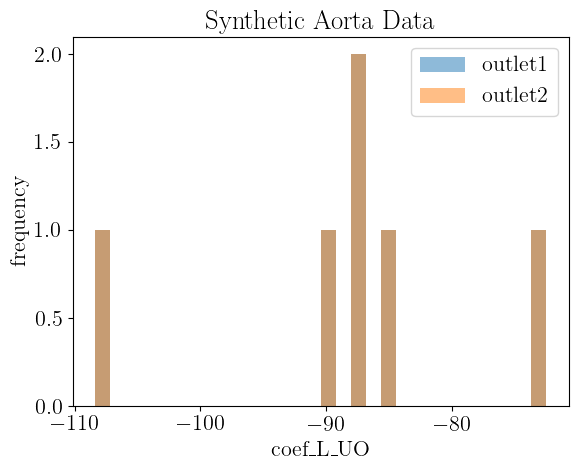 Synthetic Aorta Data
outlet1
outlet2
frequency
2.0
1.5
1.0
0.5
0.0
−110 −100 −90 −80
coef_L_UO